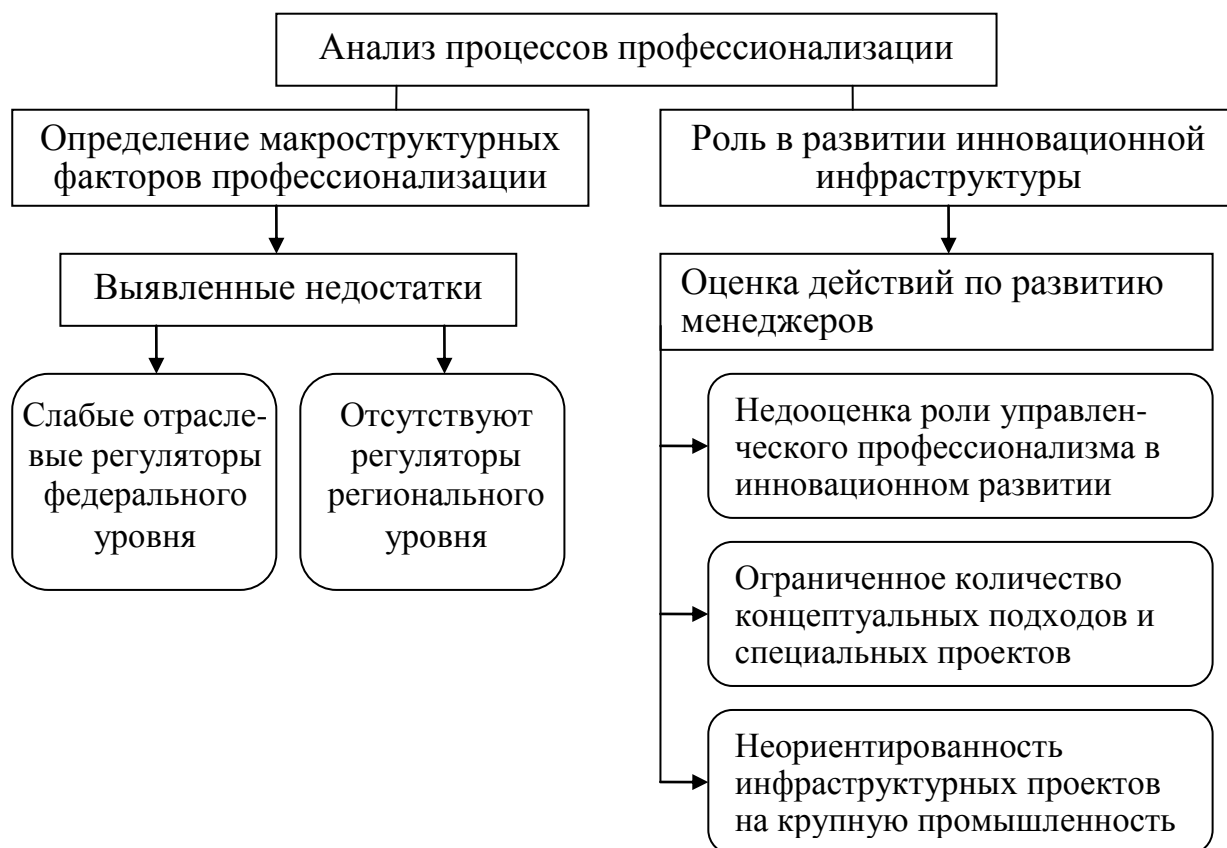 Анализ процессов профессионализации
Определение макроструктурных
факторов профессионализации
Роль в развитии инновационной
инфраструктуры
Выявленные недостатки
Оценка действий по развитию
менеджеров
Слабые отрасле-
вые регуляторы
федерального
уровня
Отсутствуют
регуляторы
регионального
уровня
Недооценка роли управлен-
ческого профессионализма в
инновационном развитии
Ограниченное количество
концептуальных подходов и
специальных проектов
Неориентированность
инфраструктурных проектов
на крупную промышленность